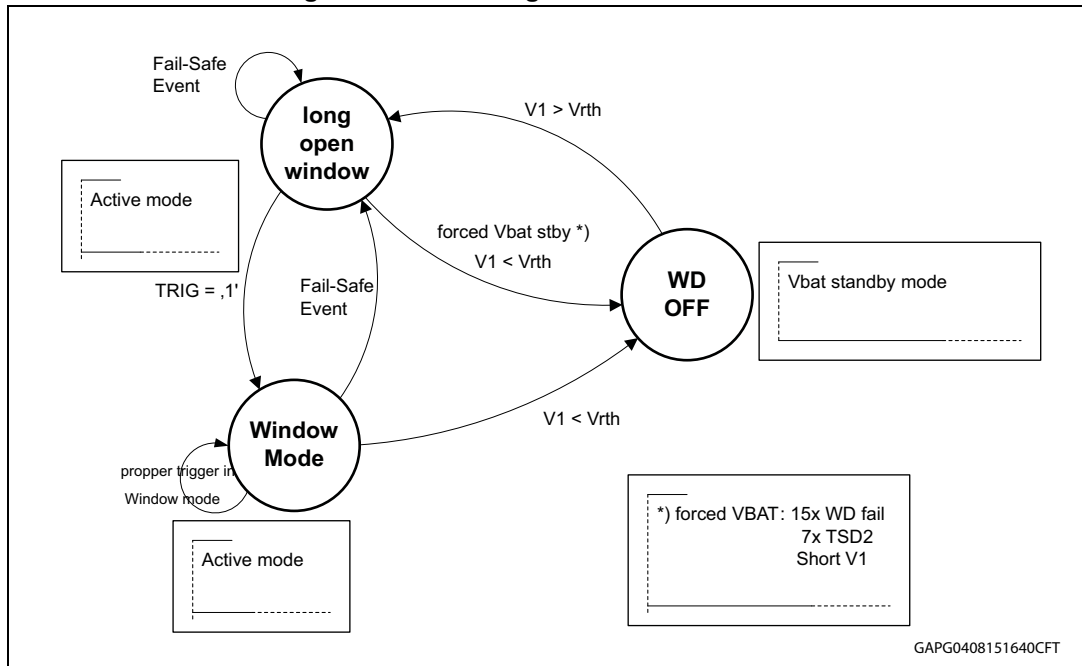 Fail-Safe
Event
long
open
window
V1 > Vrth
Active mode
forced Vbat stby *)
V1 < Vrth
WD
OFF
Vbat standby mode
TRIG = ‚1'
Fail-Safe
Event
Window
Mode
V1 < Vrth
propper trigger in
Window mode
Active mode
*) forced VBAT: 15x WD fail
7x TSD2
Short V1
GAPG0408151640CFT